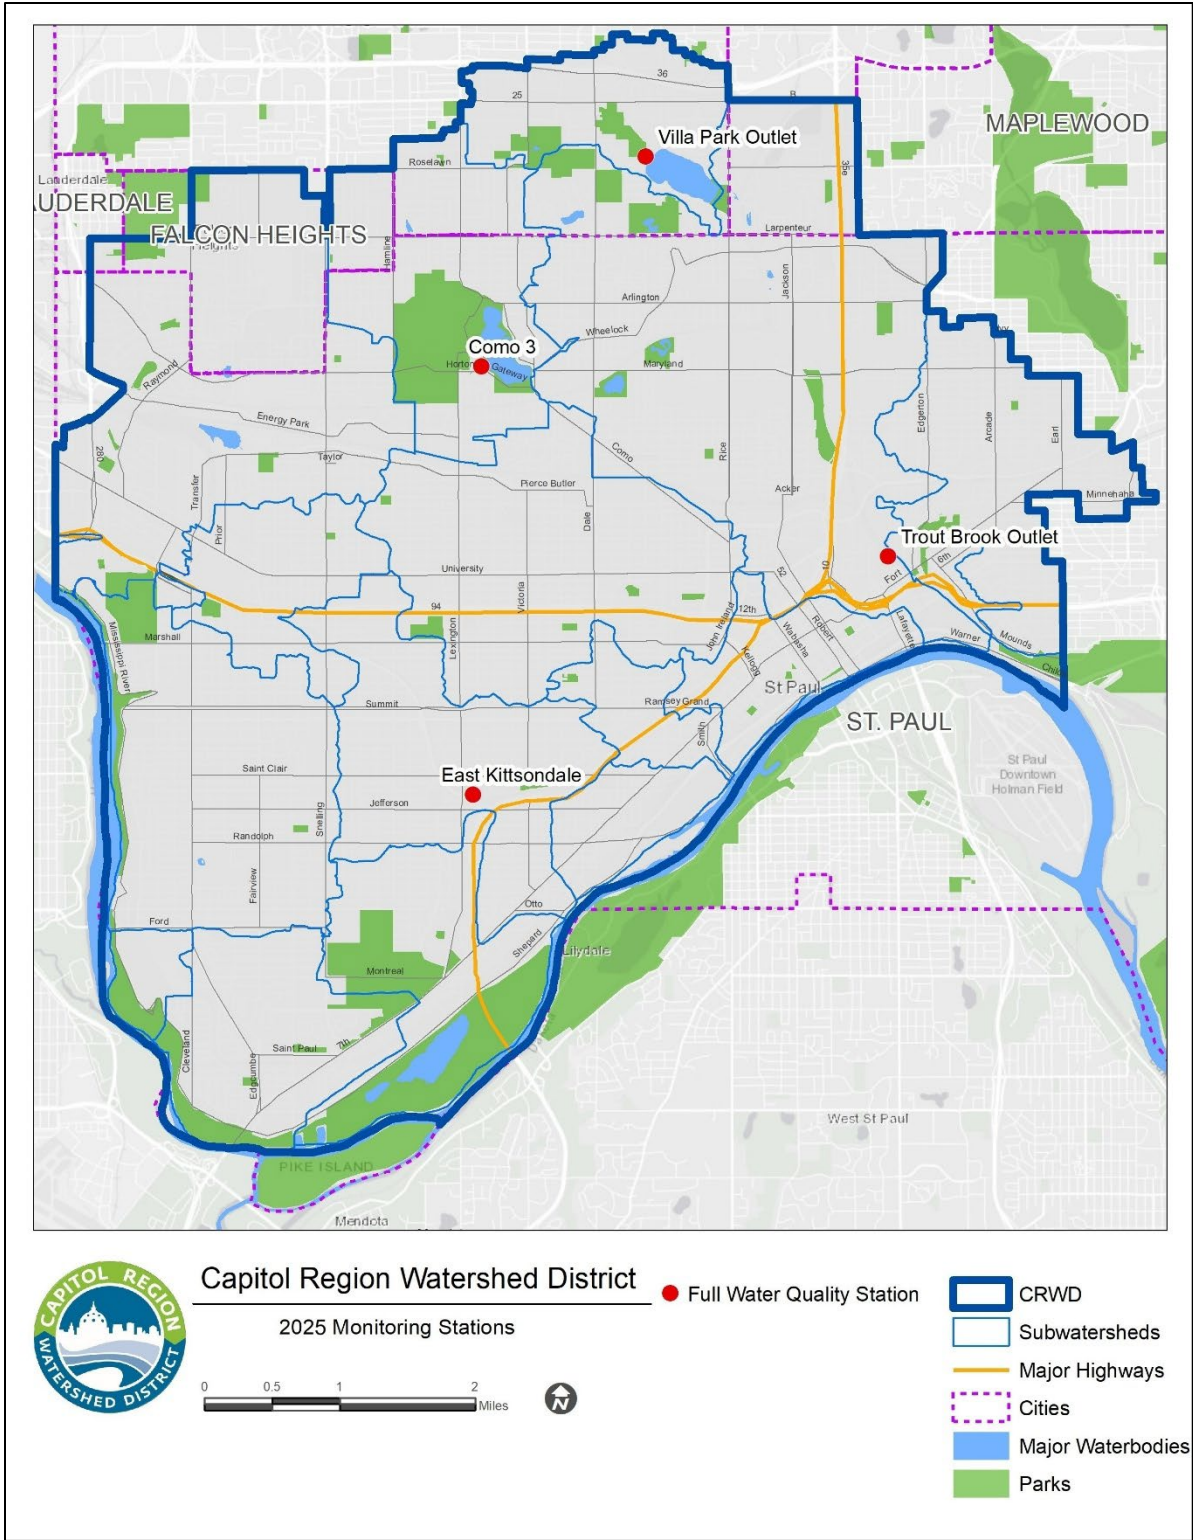 36
25
B
MAPLEWOOD
Villa Park Outlet
Roselawn
35e
Lauderdale
AUDERDALE
FALCON HEIGHTS
Heights
Larpenteur
Hamline
Jackson
Arlington
Wheelock
Como 3
Horton
Gateway
Maryland
Raymond
Edgerton
Arcade
Earl
Energy Park
Como
Rice
280
Taylor
Transfer
Prior
Pierce Butler
Dale
Acker
Minnehaha
Trout Brook Outlet
6th
Fort
University
52
10
Victoria
94
12th
John Ireland
Mississippi River
Marshall
Lexington
Kellogg
Wabasha
Robert
Lafayette
Warner
Mounds
Child
St Paul
Summit
Ramsey
Grand
Smith
ST. PAUL
St Paul
Downtown
Holman Field
Saint Clair
East Kittsondale
Jefferson
Snelling
Randolph
Fairview
Otto
Ford
Shepard
Lilydale
Montreal
Cleveland
Saint Paul
7th
Edgcumbe
West St Paul
PIKE ISLAND
Mendota
CAPITOL REGION
WATERSHED DISTRICT
Capitol Region Watershed District
2025 Monitoring Stations
0 0.5 1 2
Miles
N
Full Water Quality Station
CRWD
Subwatersheds
Major Highways
Cities
Major Waterbodies
Parks